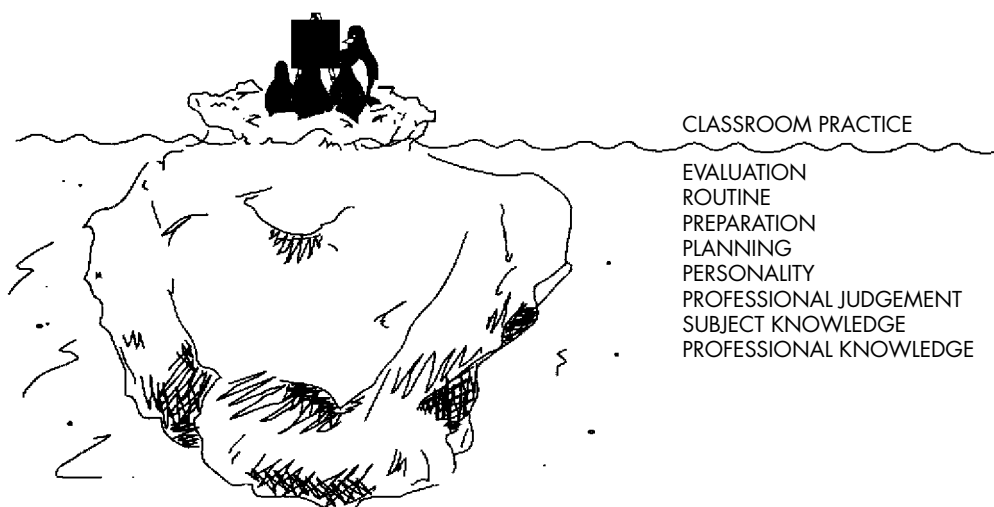 CLASSROOM PRACTICE
EVALUATION
ROUTINE
PREPARATION
PLANNING
PERSONALITY
PROFESSIONAL JUDGEMENT
SUBJECT KNOWLEDGE
PROFESSIONAL KNOWLEDGE